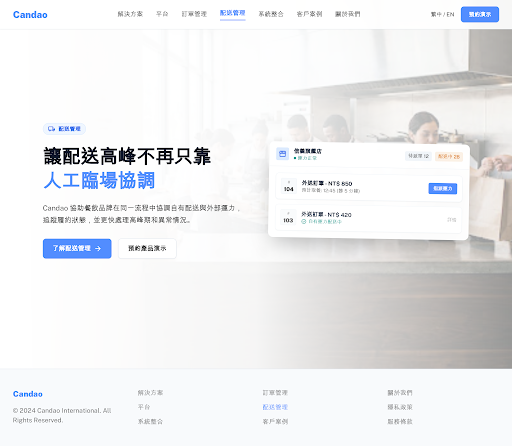 Candao
解決方案
平台
訂單管理
配送管理
系統整合
客戶案例
關於我們
繁中 / EN
預約演示
配送管理
讓配送高峰不再只靠
人工臨場協調
Candao 協助餐飲品牌在同一流程中協調自有配送與外部運力，
追蹤履約狀態，並更快處理高峰期和異常情況。
了解配送管理 →
預約產品演示
信義旗艦店
待處理 12
配送中 28
104
外送訂單 · NT$ 650
103
外送訂單 · NT$ 420
Candao
© 2024 Candao International. All
Rights Reserved.
解決方案
平台
系統整合
訂單管理
配送管理
客戶案例
關於我們
隱私政策
服務條款